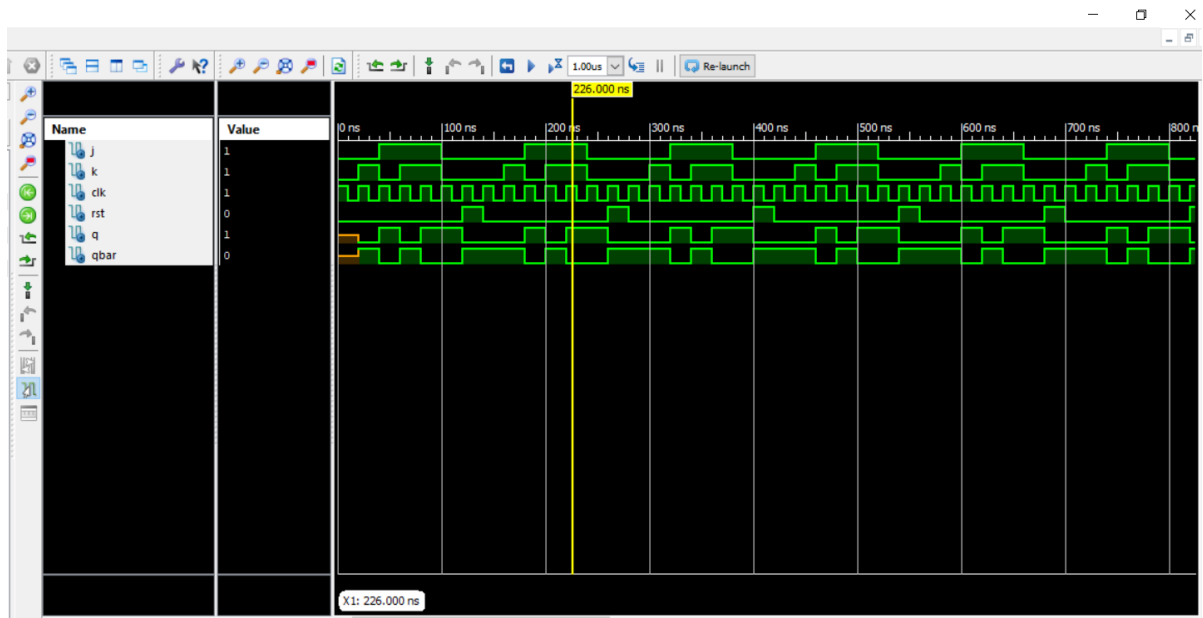 1.00us Re-launch
226.000 ns
Name Value
0 ns 100 ns 200 ns 300 ns 400 ns 500 ns 600 ns 700 ns 800 n
j 1
k 1
clk 1
rst 0
q 1
qbar 0
X1: 226.000 ns